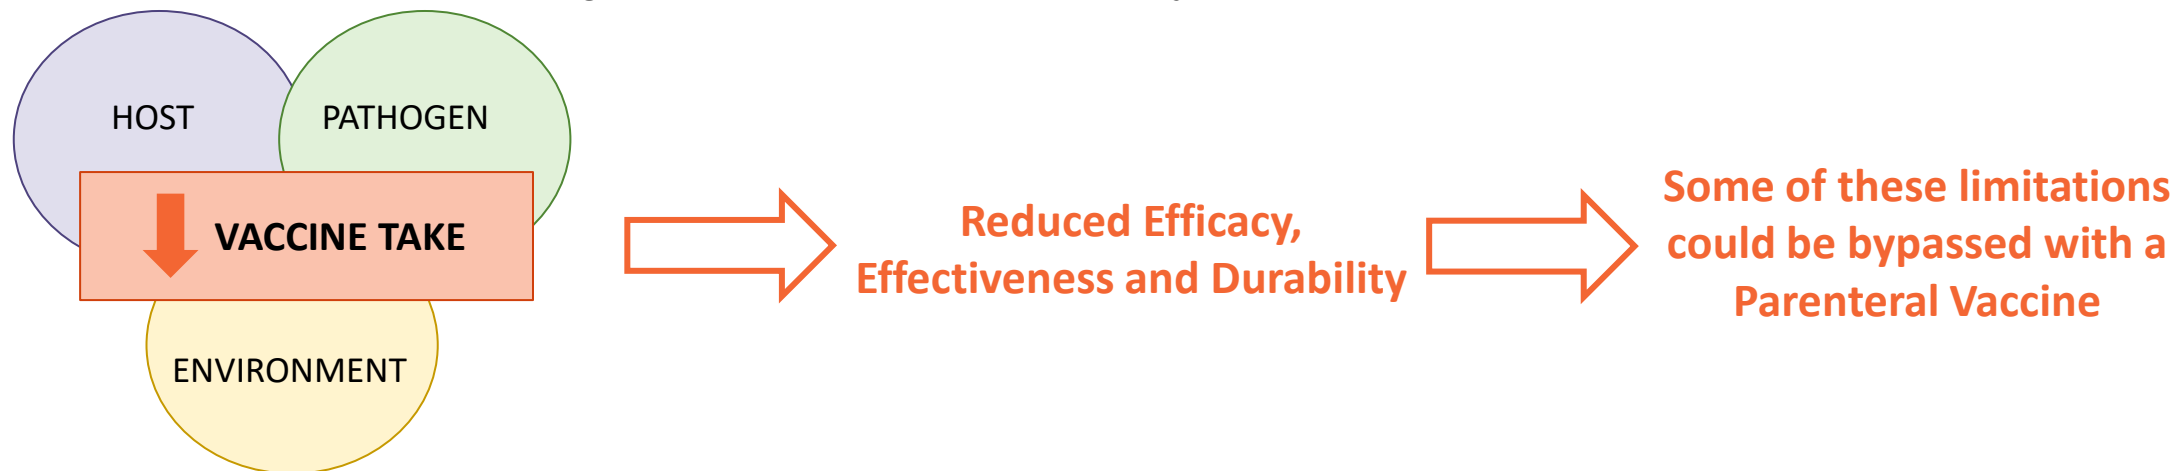 HOST
PATHOGEN
VACCINE TAKE
ENVIRONMENT
Reduced Efficacy,
Effectiveness and Durability
Some of these limitations
could be bypassed with a
Parenteral Vaccine